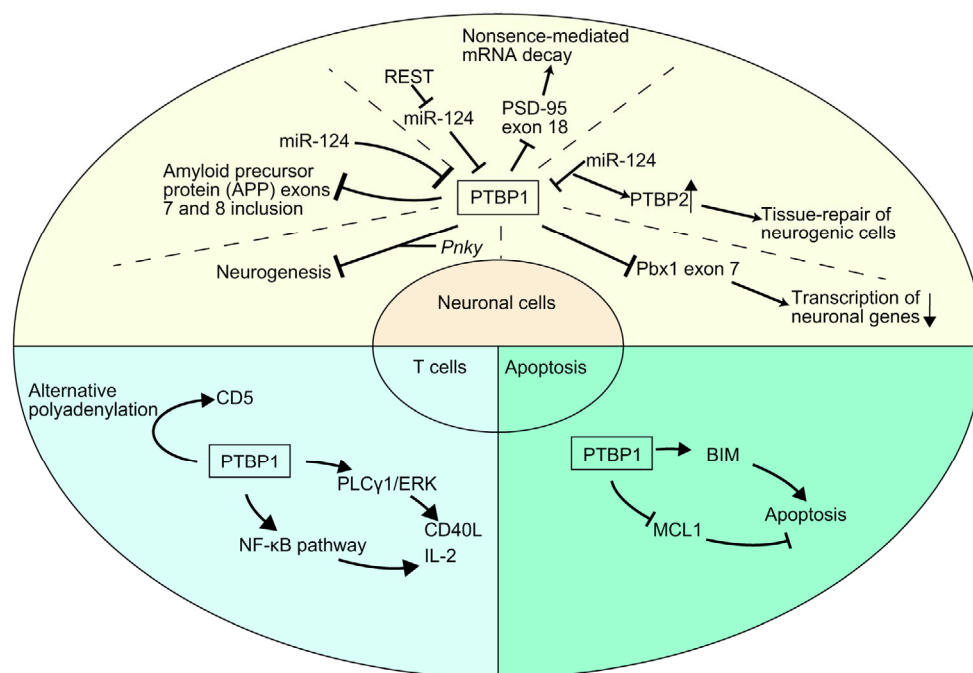 Nonsence-mediated
mRNA decay
REST
miR-124
PSD-95
exon 18
miR-124
miR-124
Amyloid precursor
protein (APP) exons
7 and 8 inclusion
PTBP1
PTBP2
Tissue-repair of
neurogenic cells
Pnky
Neurogenesis
Pbx1 exon 7
Transcription of
neuronal genes
Neuronal cells
T cells
Apoptosis
Alternative
polyadenylation
CD5
PTBP1
PLCγ1/ERK
CD40L
IL-2
NF-κB pathway
PTBP1
BIM
Apoptosis
MCL1